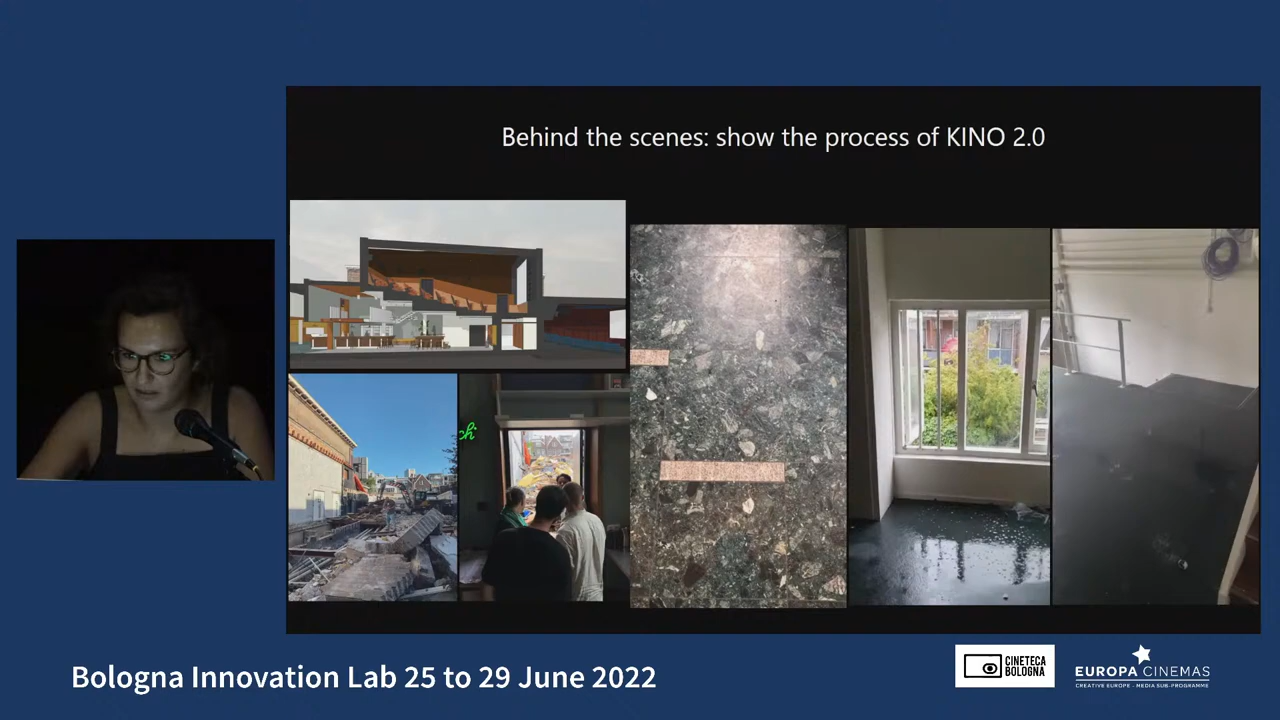 Behind the scenes: show the process of KINO 2.0
Bologna Innovation Lab 25 to 29 June 2022
CINETECA
BOLOGNA
EUROPA CINEMAS
CREATIVE EUROPE - MEDIA SUB-PROGRAMME